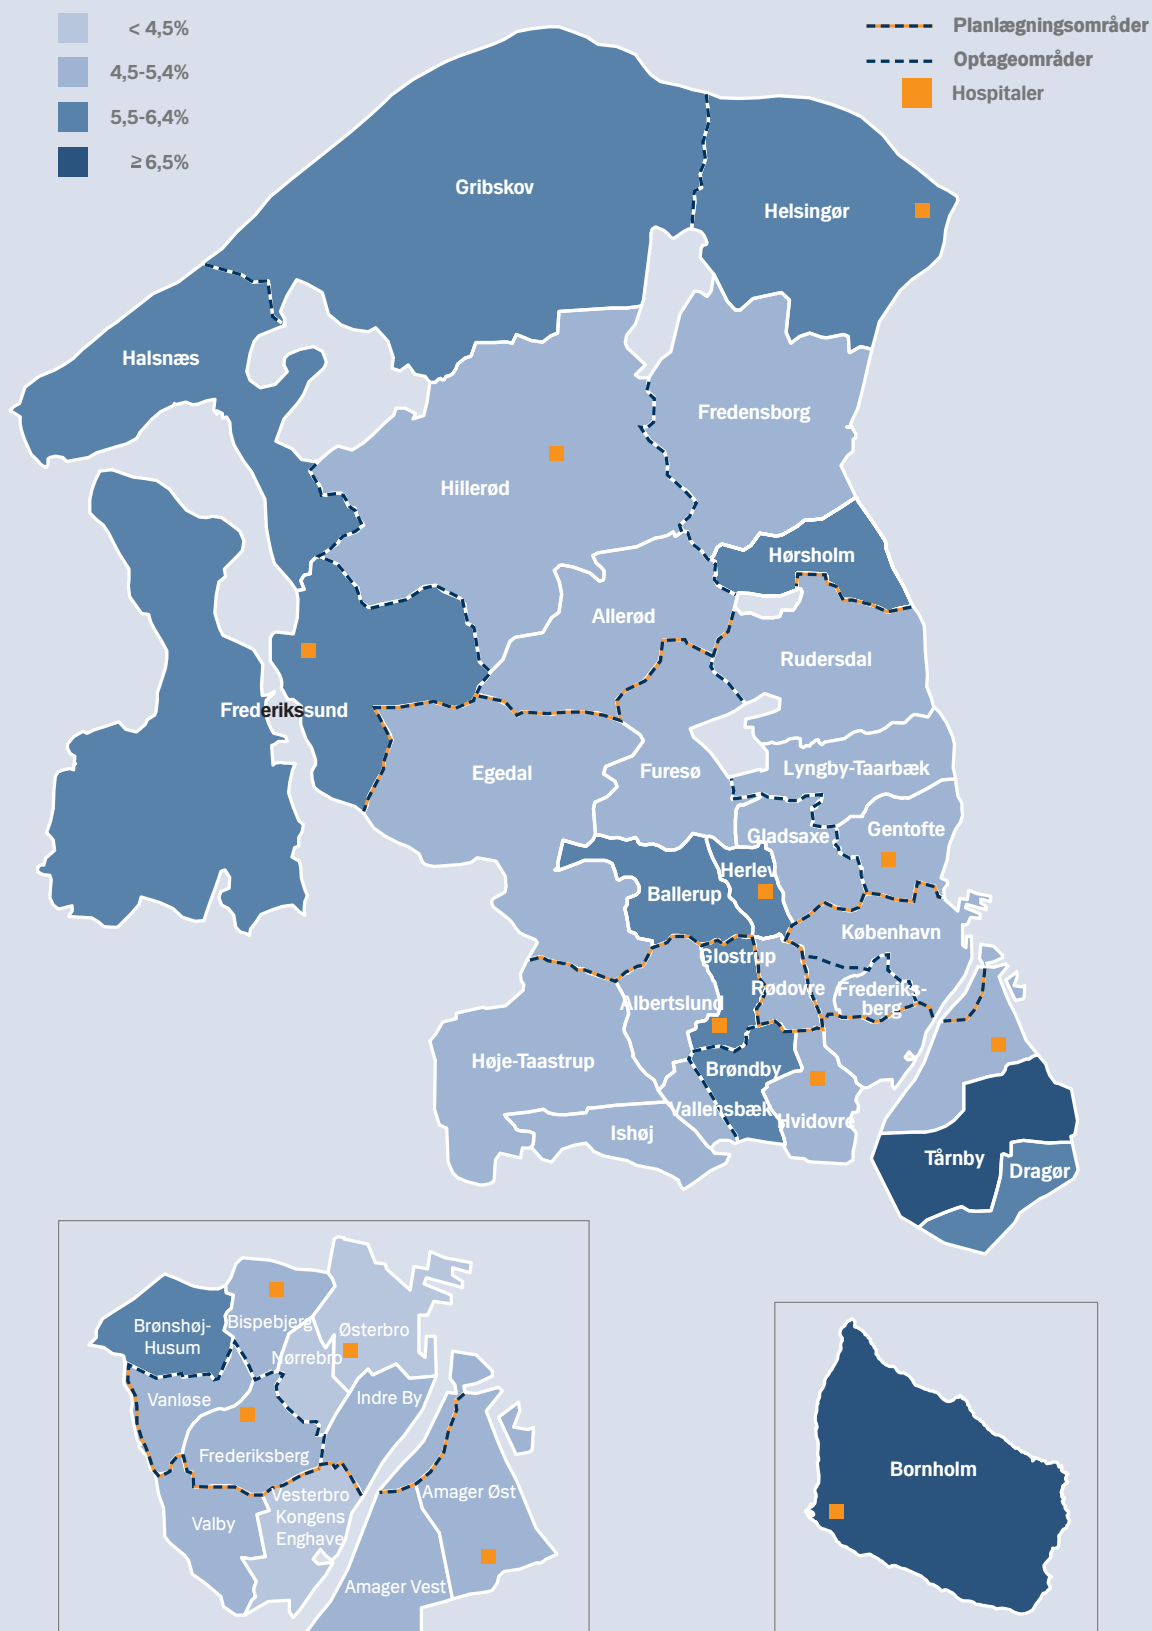 < 4,5%
4,5-5,4%
5,5-6,4%
≥ 6,5%
Planlægningsområder
Optageområder
Hospitaler
Gribskov
Helsingør
Halsnæs
Fredensborg
Hillerød
Hørsholm
Allerød
Rudersdal
Frederikssund
Egedal
Furesø
Lyngby-Taarbæk
Gladsaxe
Gentofte
Herlev
Ballerup
København
Glostrup
Rødovre
Frederiks-
berg
Albertslund
Høje-Taastrup
Brøndby
Vallensbæk
Hvidovre
Ishøj
Tårnby
Dragør
Brønshøj-
Husum
Bispebjerg
Østerbro
Nørrebro
Vanløse
Indre By
Frederiksberg
Vesterbro
Kongens
Enghave
Valby
Amager Øst
Amager Vest
Bornholm